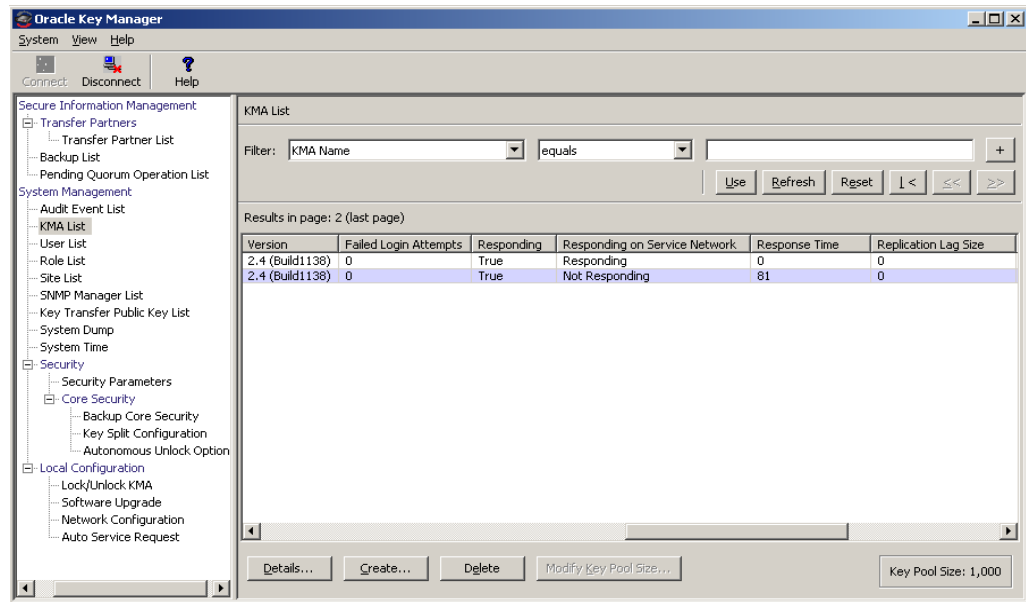 Oracle Key Manager
System View Help
Connect Disconnect Help
Secure Information Management
Transfer Partners
Transfer Partner List
Backup List
Pending Quorum Operation List
System Management
Audit Event List
KMA List
User List
Role List
Site List
SNMP Manager List
Key Transfer Public Key List
System Dump
System Time
Security
Security Parameters
Core Security
Backup Core Security
Key Split Configuration
Autonomous Unlock Option
Local Configuration
Lock/Unlock KMA
Software Upgrade
Network Configuration
Auto Service Request
KMA List
Filter: KMA Name equals +
Use Refresh Reset |< << >>
Results in page: 2 (last page)
Version Failed Login Attempts Responding Responding on Service Network Response Time Replication Lag Size
2.4 (Build1138) 0 True Responding 0 0
2.4 (Build1138) 0 True Not Responding 81 0
Details... Create... Delete Modify Key Pool Size... Key Pool Size: 1,000